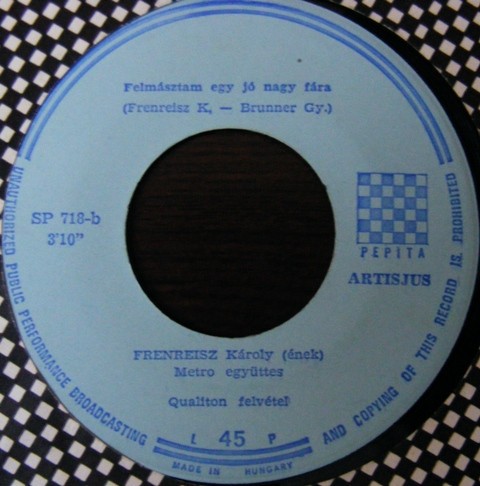 Felmásztam egy jó nagy fára
(Frenreisz K. — Brunner Gy.)
SP 718-b
3'10"
PEPITA
ARTISJUS
FRENREISZ Károly (ének)
Metro együttes
Qualiton felvétel
L 45 P
MADE IN HUNGARY
UNAUTHORIZED PUBLIC PERFORMANCE BROADCASTING AND COPYING OF THIS RECORD IS PROHIBITED